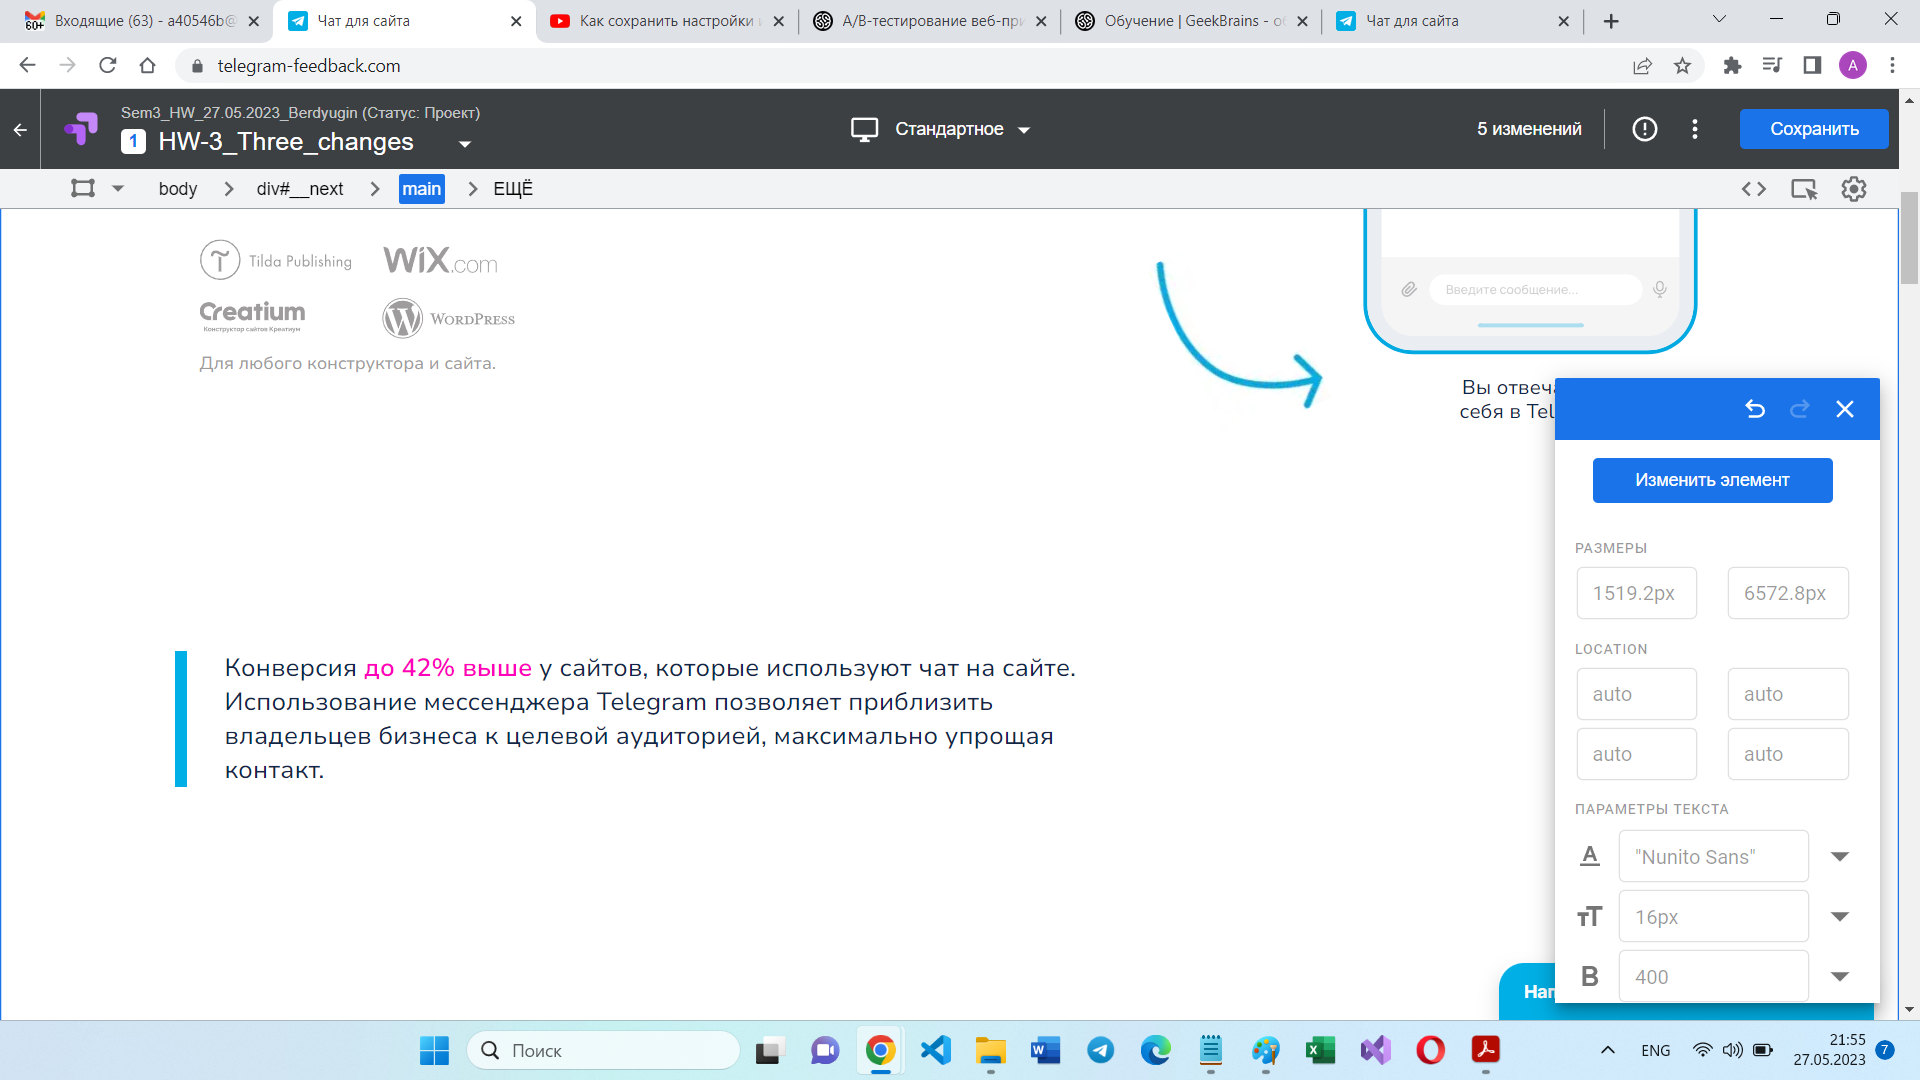 Входящие (63) - a40546b@
Чат для сайта
Как сохранить настройки
A/B-тестирование веб-при
Обучение | GeekBrains - о
Чат для сайта
telegram-feedback.com
A
Sem3_HW_27.05.2023_Berdyugin (Статус: Проект)
1 HW-3_Three_changes
Стандартное
5 изменений
Сохранить
body
div#__next
main
ЕЩЁ
Tilda Publishing
WiX.com
Creatium
Конструктор сайтов Креатиум
WORDPRESS
Для любого конструктора и сайта.
Введите сообщение...
Вы отвеча
себя в Tel
Изменить элемент
РАЗМЕРЫ
1519.2px
6572.8px
LOCATION
auto
auto
auto
auto
ПАРАМЕТРЫ ТЕКСТА
"Nunito Sans"
16px
B
400
Конверсия до 42% выше у сайтов, которые используют чат на сайте.
Использование мессенджера Telegram позволяет приблизить
владельцев бизнеса к целевой аудиторией, максимально упрощая
контакт.
Поиск
ENG
21:55
27.05.2023
7